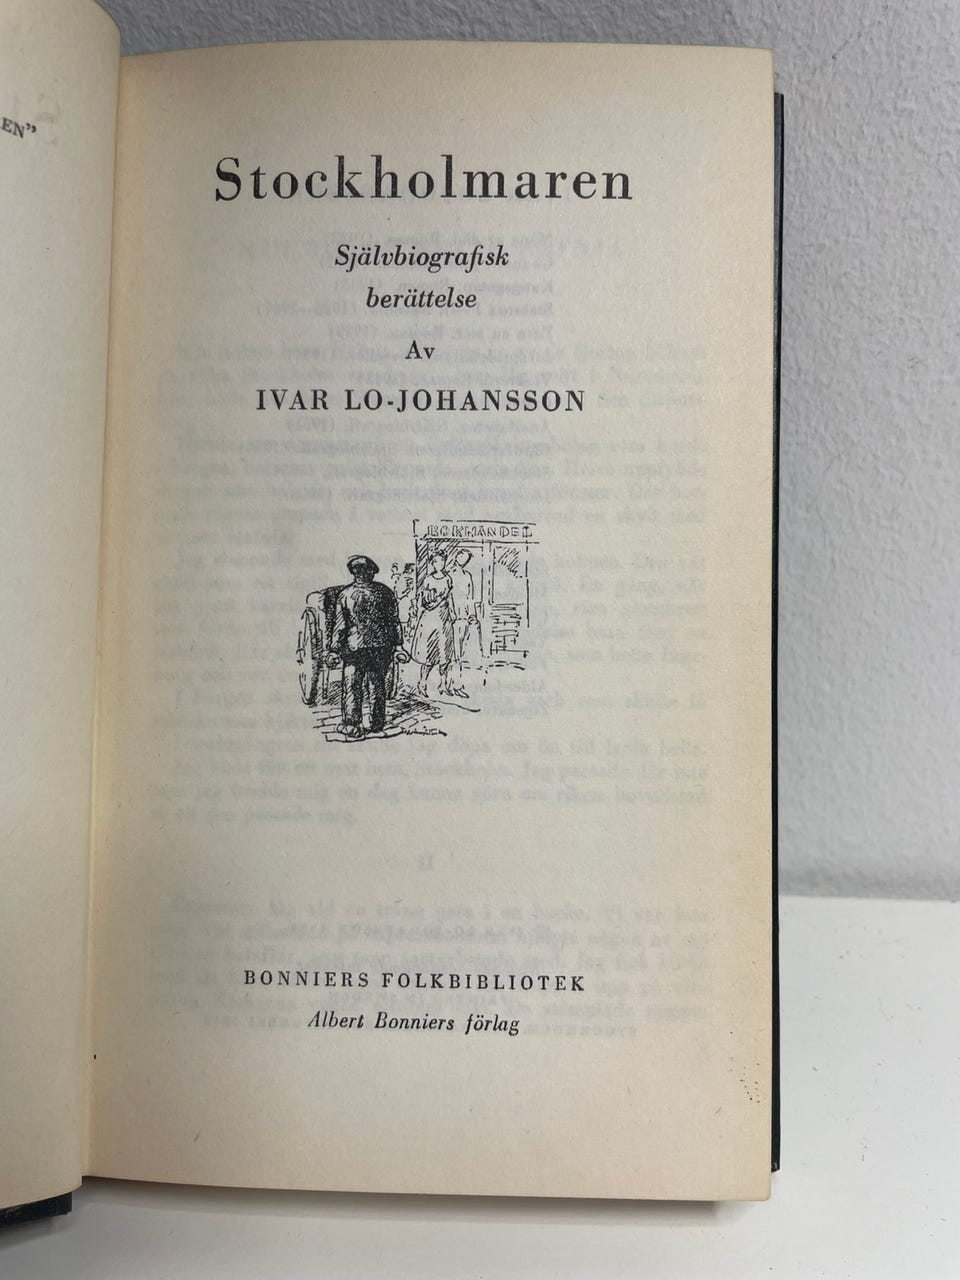 EN”
Stockholmaren
Självbiografisk
berättelse
Av
IVAR LO-JOHANSSON
BOKHANDEL
BONNIERS FOLKBIBLIOTEK
Albert Bonniers förlag